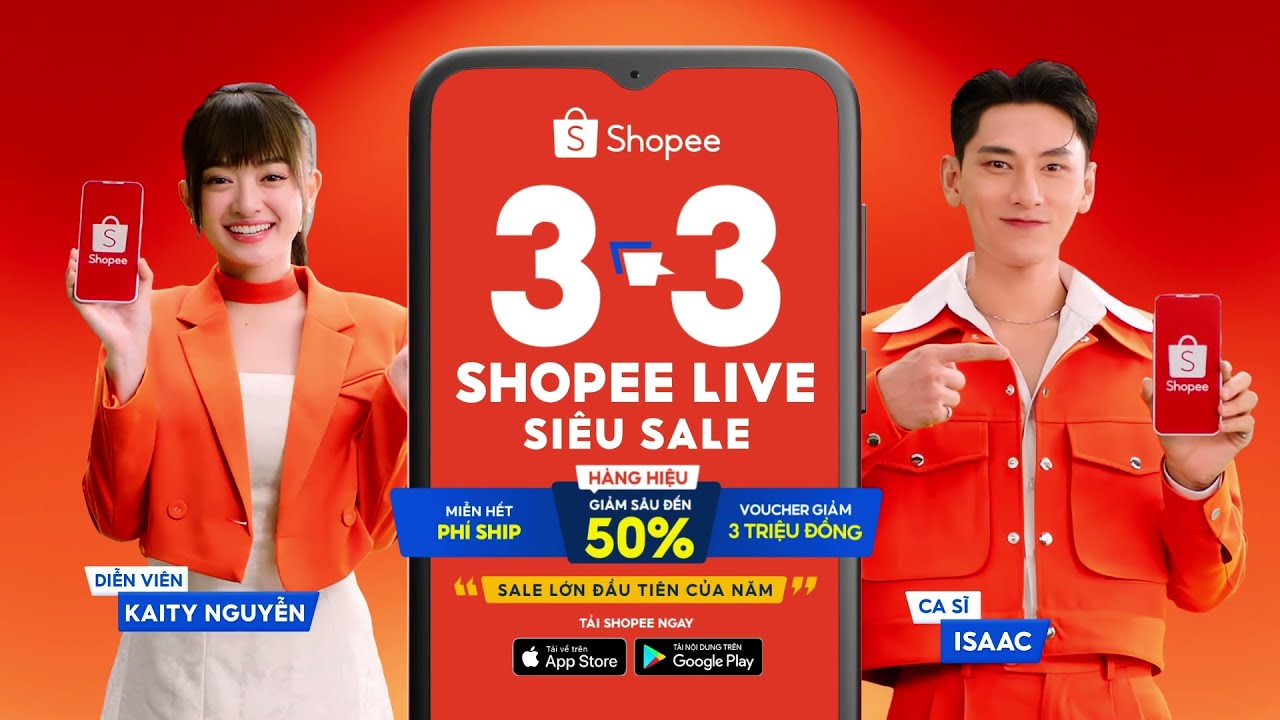 Shopee
3-3
SHOPEE LIVE
SIÊU SALE
HÀNG HIỆU
GIẢM SÂU ĐẾN
50%
MIỄN HẾT
PHÍ SHIP
VOUCHER GIẢM
3 TRIỆU ĐỒNG
"SALE LỚN ĐẦU TIÊN CỦA NĂM"
TẢI SHOPEE NGAY
Tải về trên
App Store
TẢI NỘI DUNG TRÊN
Google Play
S
Shopee
DIỄN VIÊN
KAITY NGUYỄN
S
Shopee
CA SĨ
ISAAC